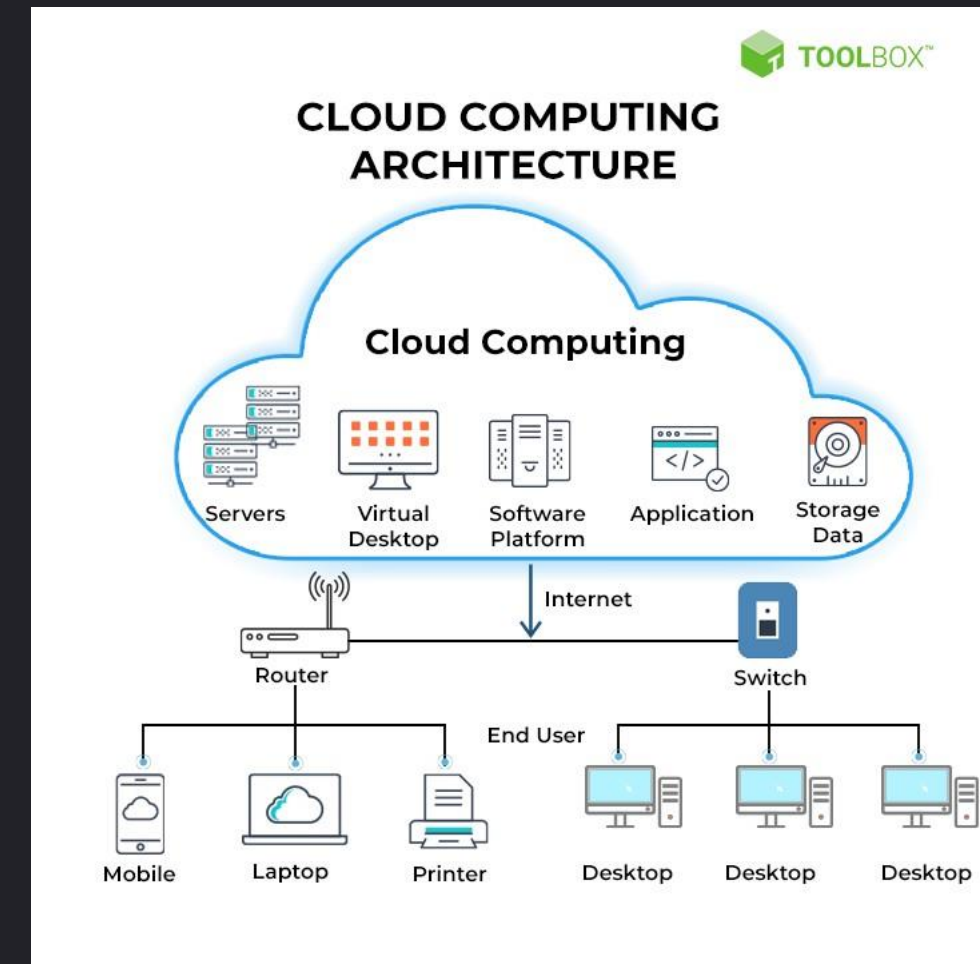 TOOLBOX™
CLOUD COMPUTING
ARCHITECTURE
Cloud Computing
Servers
Virtual
Desktop
Software
Platform
Application
Storage
Data
Internet
Router
Switch
End User
Mobile
Laptop
Printer
Desktop
Desktop
Desktop